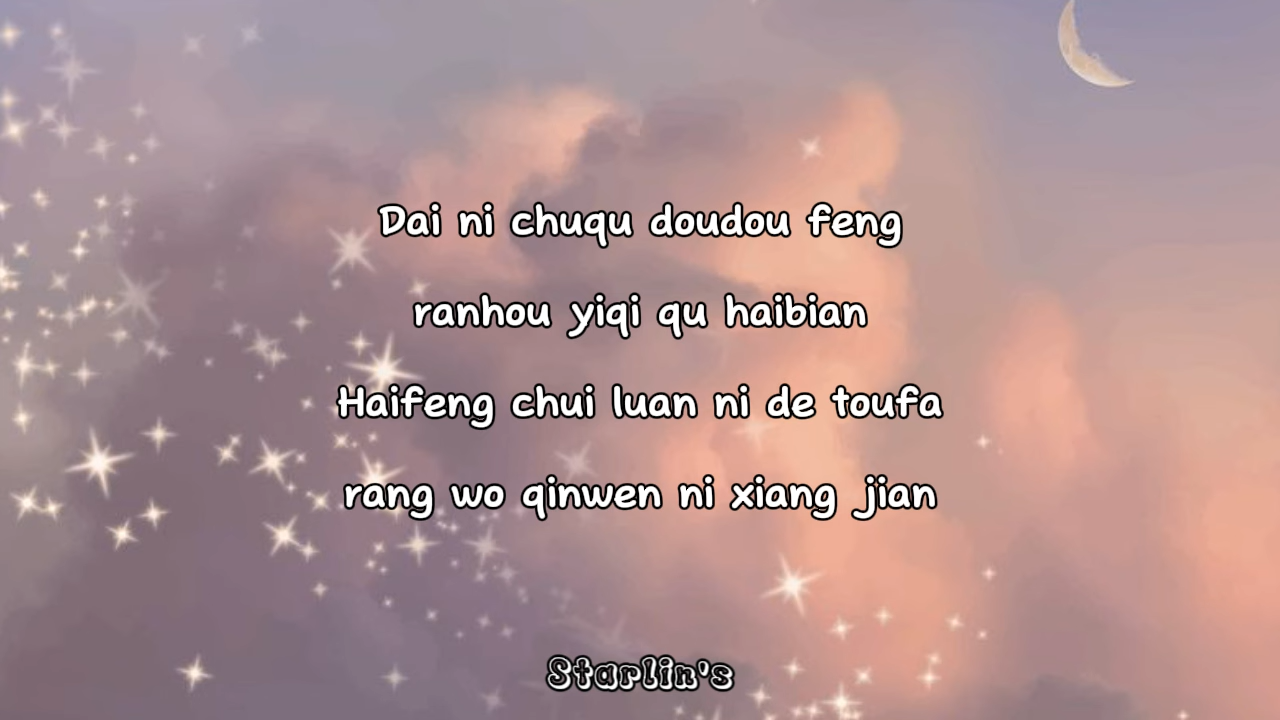 Dai ni chuqu doudou feng
ranhou yiqi qu haibian
Haifeng chui luan ni de toufa
rang wo qinwen ni xiang jian
Starlin's